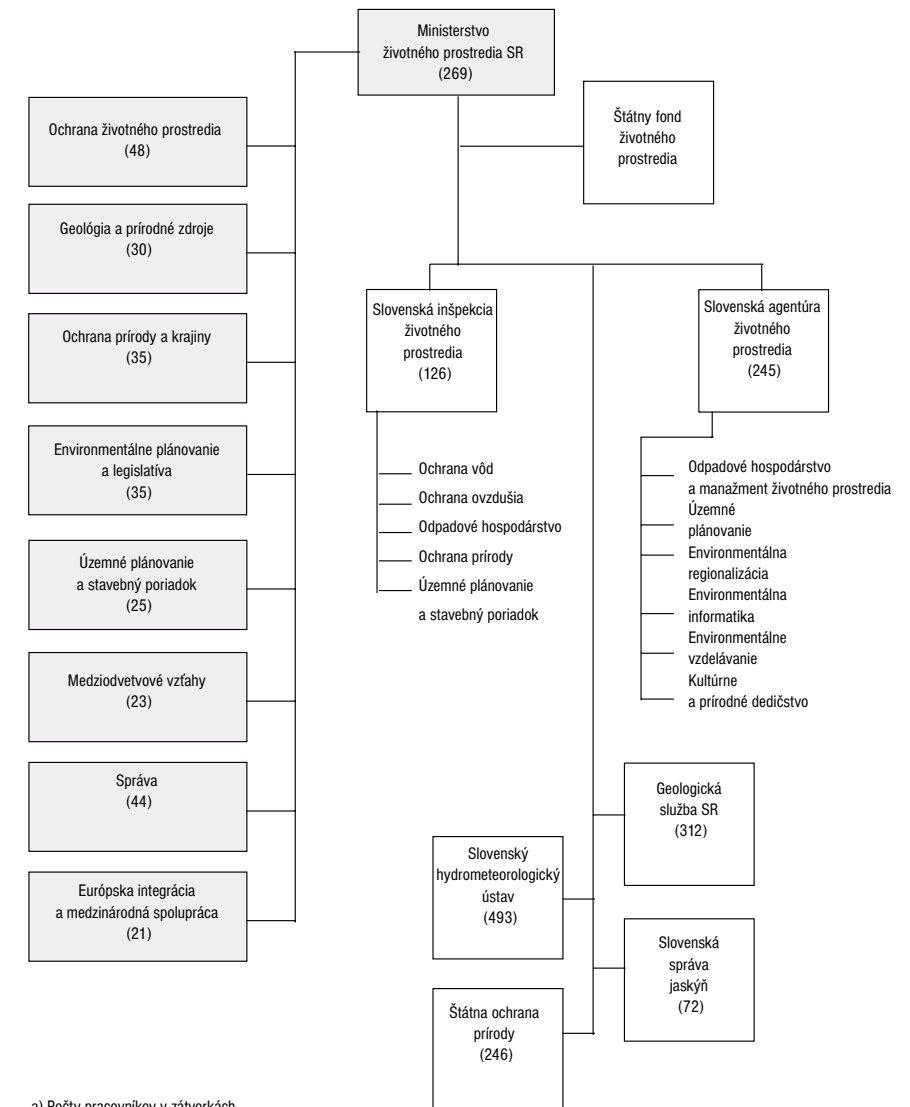 Ministerstvo
životného prostredia SR
(269)
Štátny fond
životného
prostredia
Ochrana životného prostredia
(48)
Geológia a prírodné zdroje
(30)
Ochrana prírody a krajiny
(35)
Environmentálne plánovanie
a legislatíva
(35)
Územné plánovanie
a stavebný poriadok
(25)
Medziodvetvové vzťahy
(23)
Správa
(44)
Európska integrácia
a medzinárodná spolupráca
(21)
Slovenská inšpekcia
životného
prostredia
(126)
Ochrana vôd
Ochrana ovzdušia
Odpadové hospodárstvo
Ochrana prírody
Územné plánovanie
a stavebný poriadok
Slovenská agentúra
životného
prostredia
(245)
Odpadové hospodárstvo
a manažment životného prostredia
Územné
plánovanie
Environmentálna
regionalizácia
Environmentálna
informatika
Environmentálne
vzdelávanie
Kultúrne
a prírodné dedičstvo
Geologická
služba SR
(312)
Slovenský
hydrometeorologický
ústav
(493)
Slovenská
správa
jaskýň
(72)
Štátna ochrana
prírody
(246)
a) Počty pracovníkov v zátvorkách